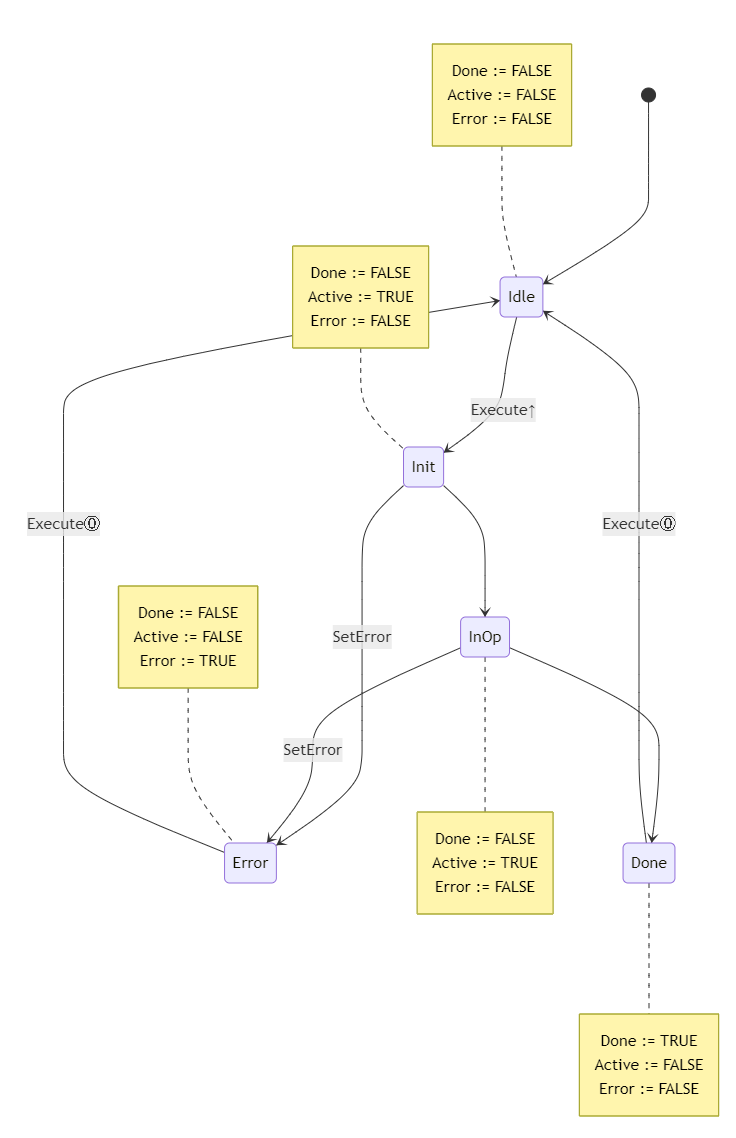 Done := FALSE
Active := FALSE
Error := FALSE
Done := FALSE
Active := TRUE
Error := FALSE
Idle
Execute↑
Init
Execute⓪
Execute⓪
Done := FALSE
Active := FALSE
Error := TRUE
SetError
InOp
SetError
Done := FALSE
Active := TRUE
Error := FALSE
Error
Done
Done := TRUE
Active := FALSE
Error := FALSE